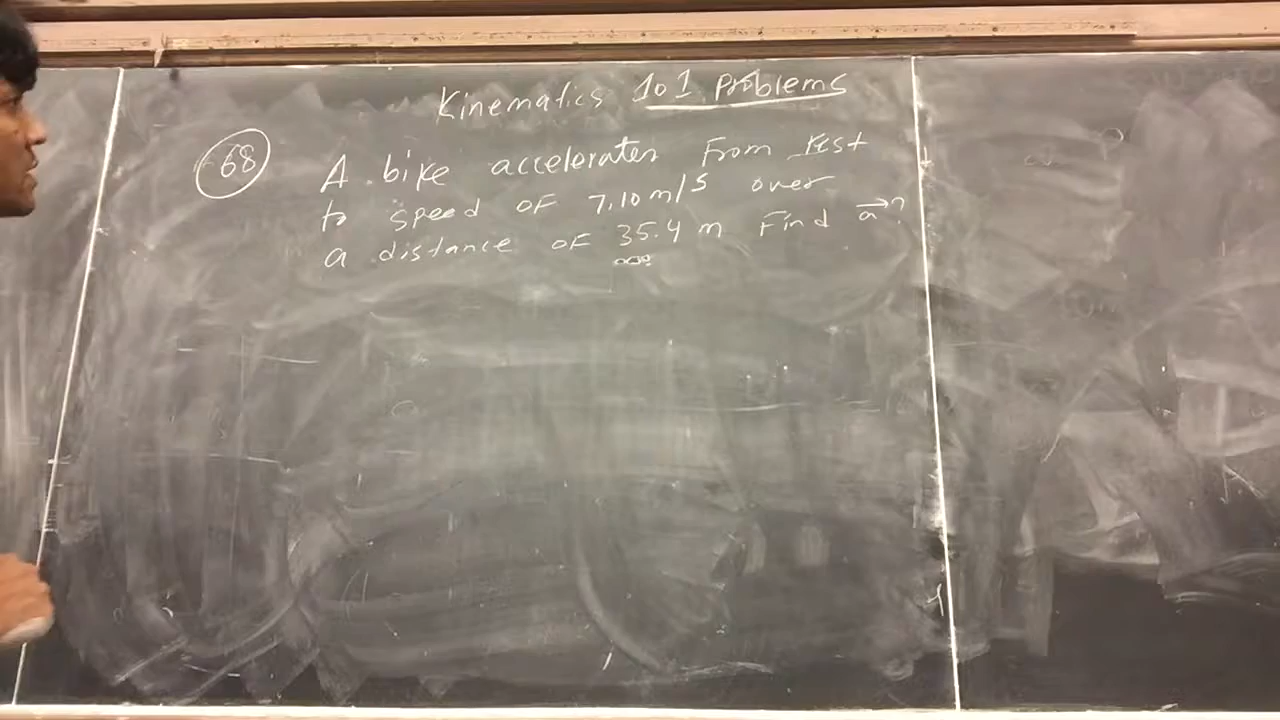 Kinematics 101 Problems
68 A bike accelerates From rest
to speed of 7.10 m/s over
a distance of 35.4 m Find a?